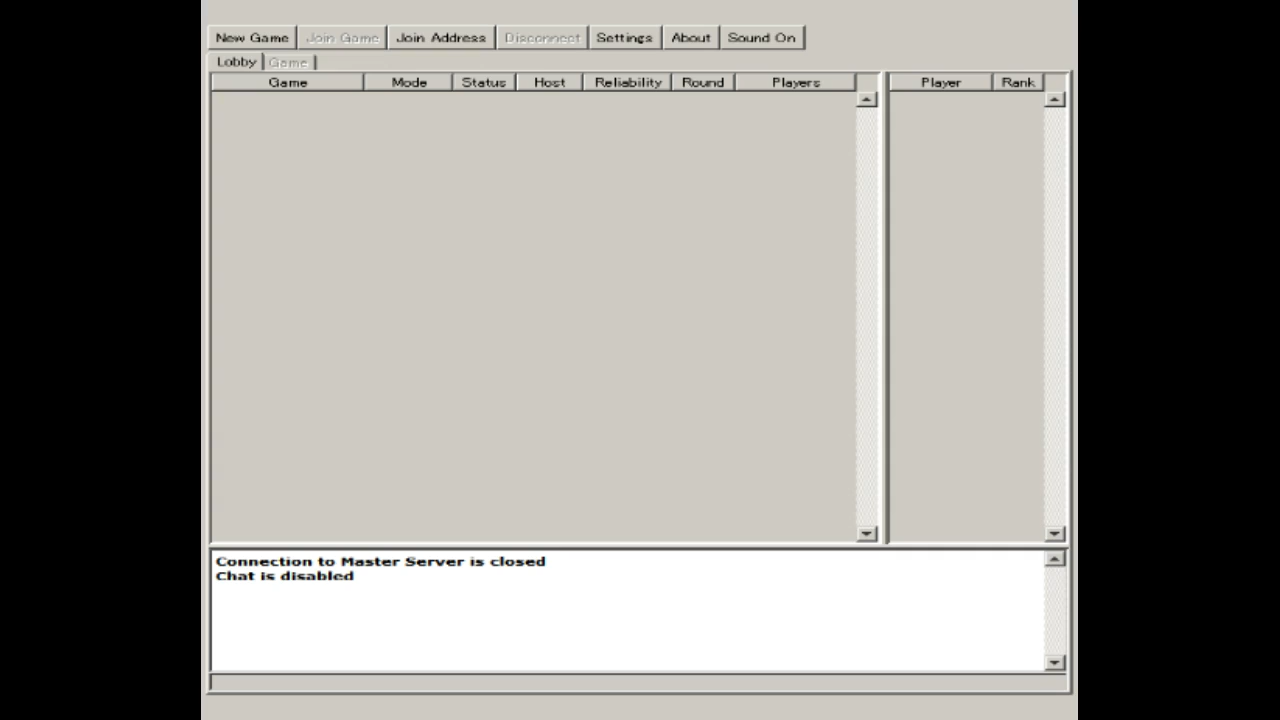 New Game Join Game Join Address Disconnect Settings About Sound On
Lobby Game
Game Mode Status Host Reliability Round Players Player Rank
Connection to Master Server is closed
Chat is disabled